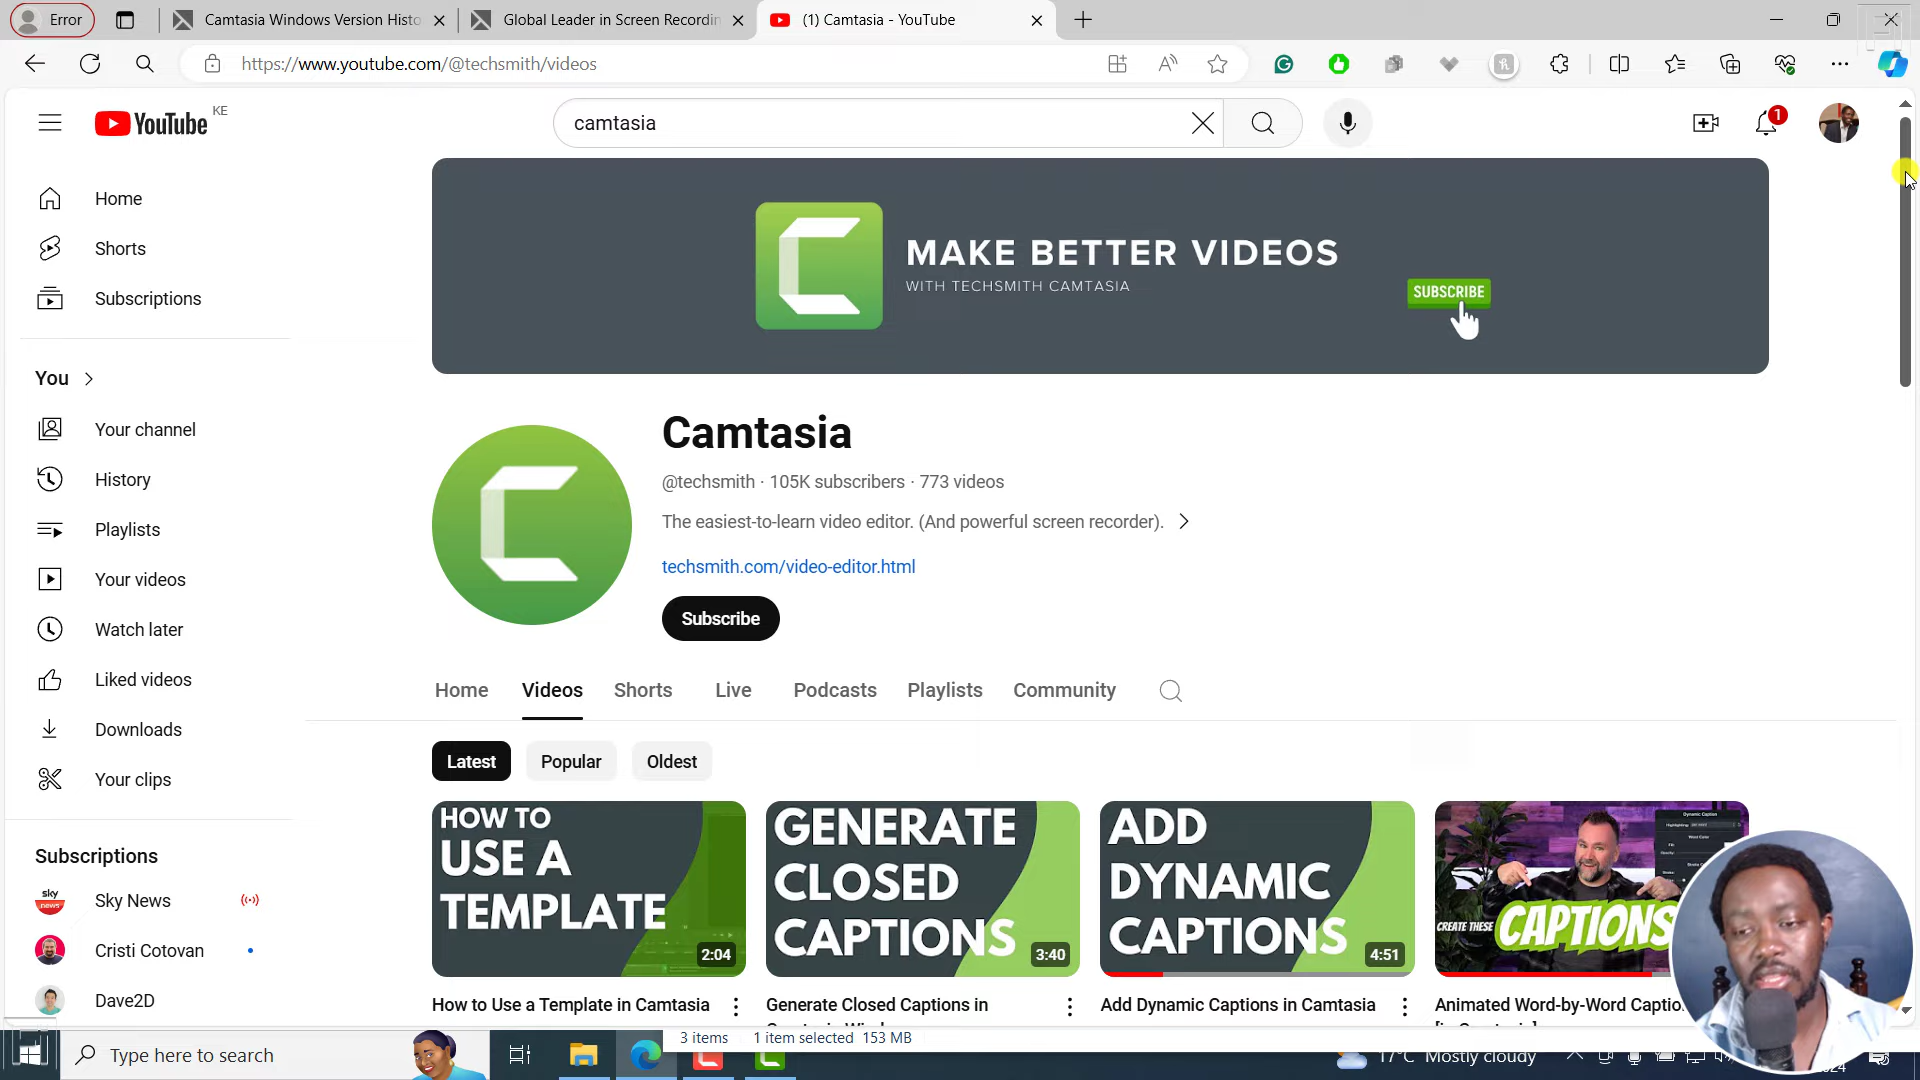 Error
Camtasia Windows Version Histo
Global Leader in Screen Recordin
(1) Camtasia - YouTube
https://www.youtube.com/@techsmith/videos
YouTube KE
camtasia
1
Home
Shorts
Subscriptions
You
Your channel
History
Playlists
Your videos
Watch later
Liked videos
Downloads
Your clips
Subscriptions
Sky News
Cristi Cotovan
Dave2D
MAKE BETTER VIDEOS
WITH TECHSMITH CAMTASIA
SUBSCRIBE
Camtasia
@techsmith · 105K subscribers · 773 videos
The easiest-to-learn video editor. (And powerful screen recorder).
techsmith.com/video-editor.html
Subscribe
Home Videos Shorts Live Podcasts Playlists Community
Latest Popular Oldest
HOW TO
USE A
TEMPLATE
2:04
GENERATE
CLOSED
CAPTIONS
3:40
ADD
DYNAMIC
CAPTIONS
4:51
CREATE THESE
CAPTIONS
How to Use a Template in Camtasia
Generate Closed Captions in
Add Dynamic Captions in Camtasia
Animated Word-by-Word Captio
3 items 1 item selected 153 MB
Type here to search
17°C Mostly cloudy